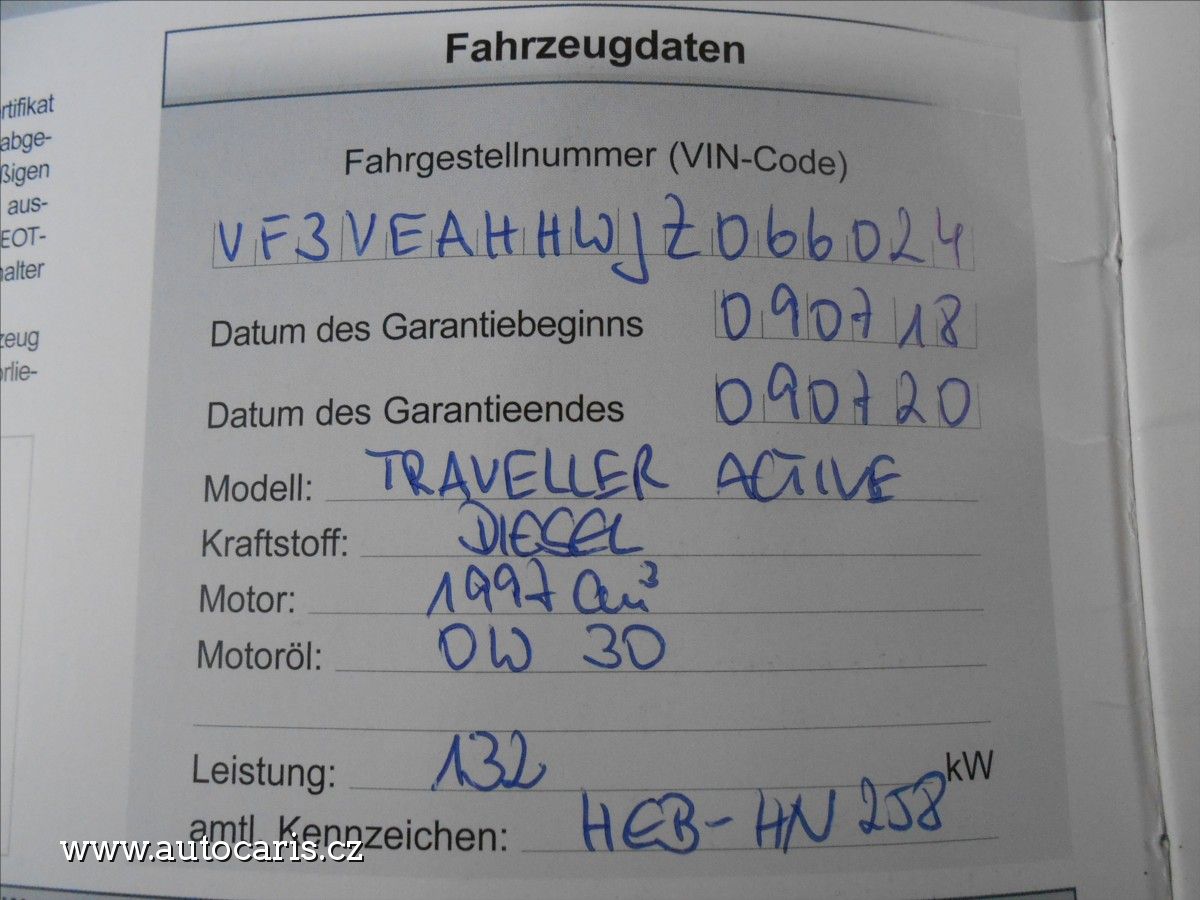 Fahrzeugdaten
rtifikat
abge-
ßigen
aus-
EOT-
halter
zeug
orlie-
Fahrgestellnummer (VIN-Code)
VF3VEAHHWJZ066024
Datum des Garantiebeginns 090718
Datum des Garantieendes 090720
Modell: TRAVELLER ACTIVE
Kraftstoff: DIESEL
Motor: 1997 cm³
Motoröl: 0W 30
Leistung: 132 kW
amtl. Kennzeichen: HEB-HN 258
www.autocaris.cz